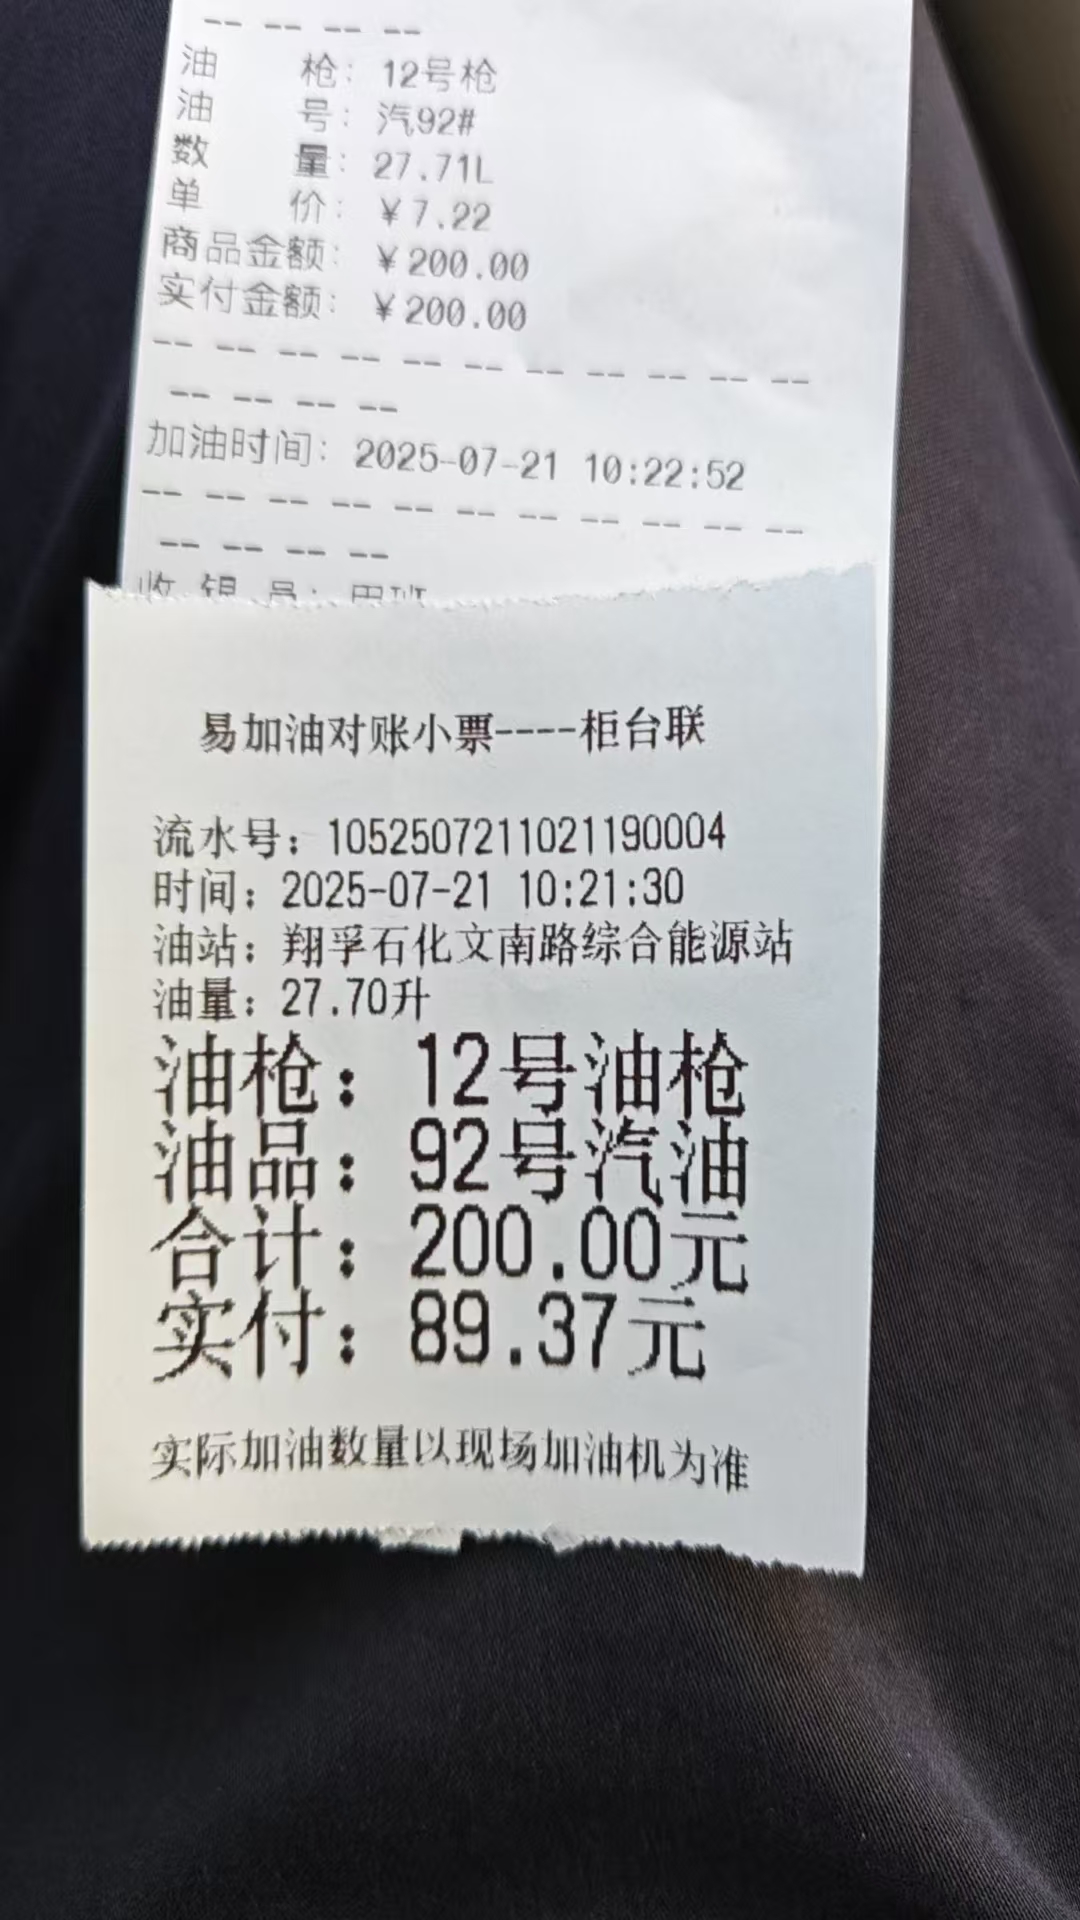 -- -- -- --
油 枪: 12号枪
油 号: 汽92#
数 量: 27.71L
单 价: ￥7.22
商品金额: ￥200.00
实付金额: ￥200.00
-- -- -- -- -- -- -- -- -- -- --
-- -- -- --
加油时间: 2025-07-21 10:22:52
-- -- -- -- -- -- -- -- -- -- --
-- -- -- --
收 银 员:
易加油对账小票----柜台联
流水号: 1052507211021190004
时间: 2025-07-21 10:21:30
油站: 翔孚石化文南路综合能源站
油量: 27.70升
油枪: 12号油枪
油品: 92号汽油
合计: 200.00元
实付: 89.37元
实际加油数量以现场加油机为准